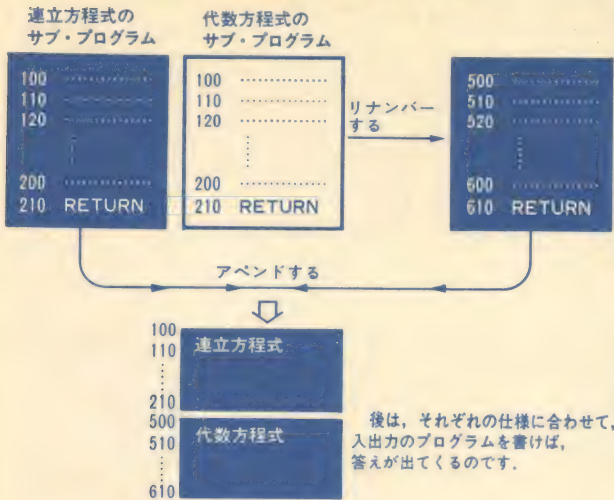 連立方程式の
サブ・プログラム
100
110
120
200
210 RETURN
代数方程式の
サブ・プログラム
100
110
120
200
210 RETURN
リナンバー
する
500
510
520
600
610 RETURN
アペンドする
100
110
210
連立方程式
500
510
610
代数方程式
後は，それぞれの仕様に合わせて，
入出力のプログラムを書けば，
答えが出てくるのです．